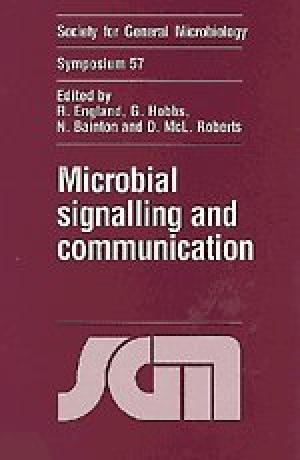 Society for General Microbiology
Symposium 57
Edited by
R. England, G. Hobbs,
N. Bainton and D. McL. Roberts
Microbial
signalling and
communication
SGM